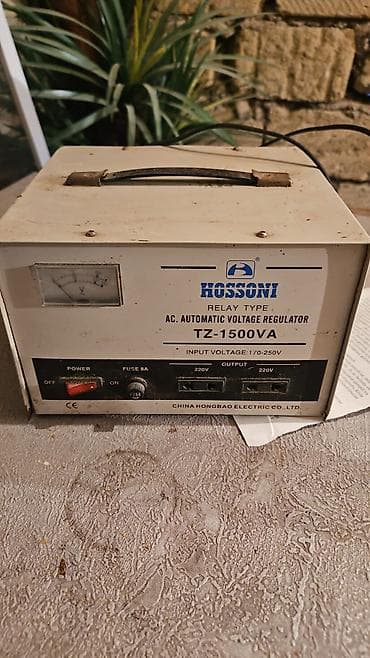 HOSSONI
RELAY TYPE
AC. AUTOMATIC VOLTAGE REGULATOR
TZ-1500VA
INPUT VOLTAGE:170-250V
V
POWER
OFF
ON
FUSE 8A
OUTPUT
220V
220V
CE
CHINA HONGBAO ELECTRIC CO., LTD.